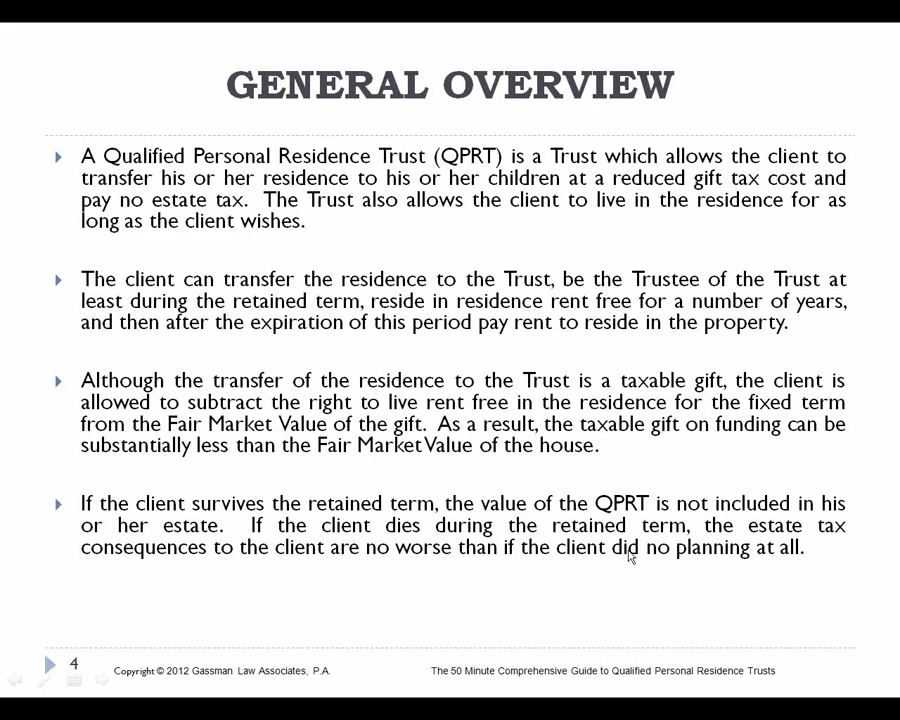 GENERAL OVERVIEW
A Qualified Personal Residence Trust (QPRT) is a Trust which allows the client to
transfer his or her residence to his or her children at a reduced gift tax cost and
pay no estate tax. The Trust also allows the client to live in the residence for as
long as the client wishes.
The client can transfer the residence to the Trust, be the Trustee of the Trust at
least during the retained term, reside in residence rent free for a number of years,
and then after the expiration of this period pay rent to reside in the property.
Although the transfer of the residence to the Trust is a taxable gift, the client is
allowed to subtract the right to live rent free in the residence for the fixed term
from the Fair Market Value of the gift. As a result, the taxable gift on funding can be
substantially less than the Fair Market Value of the house.
If the client survives the retained term, the value of the QPRT is not included in his
or her estate. If the client dies during the retained term, the estate tax
consequences to the client are no worse than if the client did no planning at all.
4
Copyright © 2012 Gassman Law Associates, P.A.
The 50 Minute Comprehensive Guide to Qualified Personal Residence Trusts